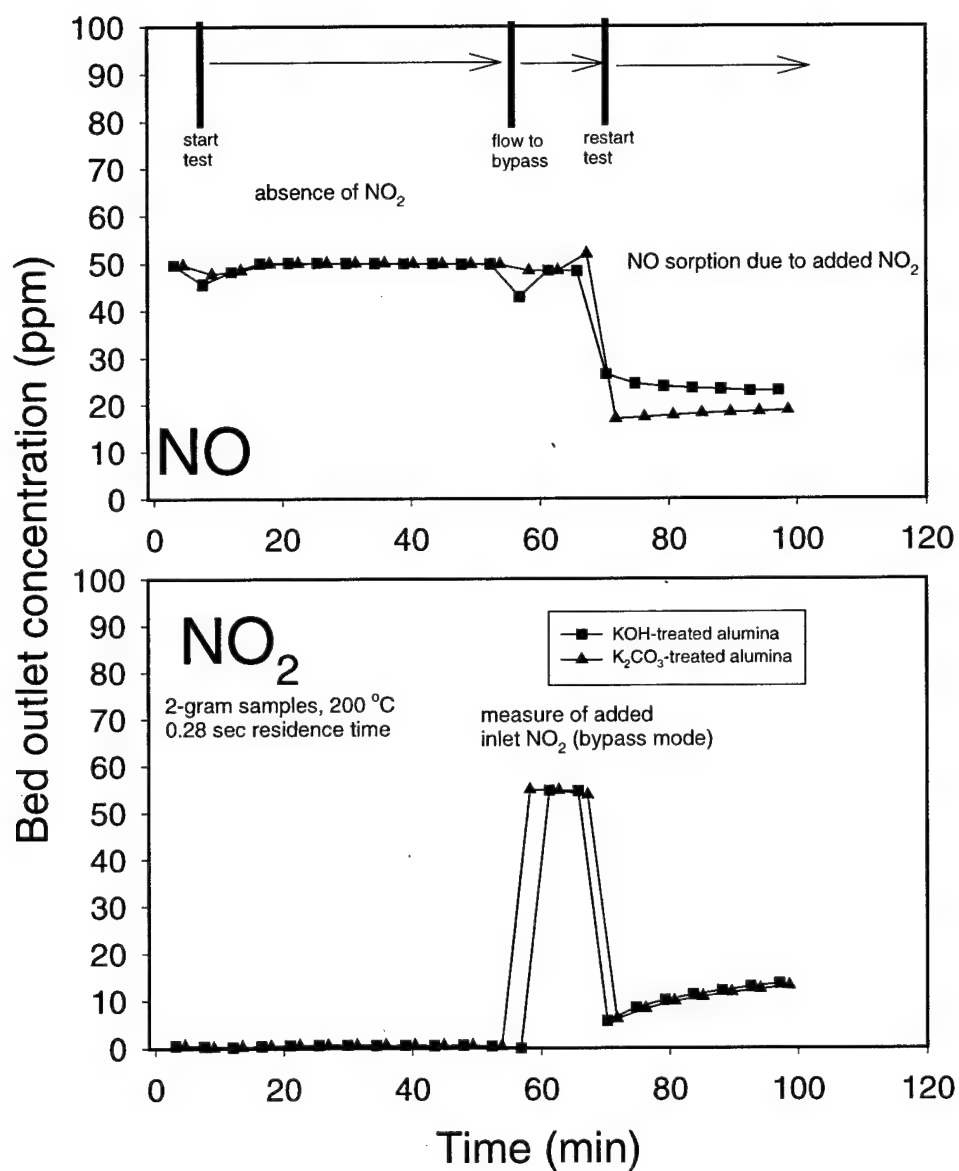 Bed outlet concentration (ppm)
100
90
80
70
60
50
40
30
20
10
0
start
test
flow to
bypass
restart
test
absence of NO₂
NO sorption due to added NO₂
NO
0 20 40 60 80 100 120
100
90
80
70
60
50
40
30
20
10
0
NO₂
2-gram samples, 200 °C
0.28 sec residence time
KOH-treated alumina
K₂CO₃-treated alumina
measure of added
inlet NO₂ (bypass mode)
0 20 40 60 80 100 120
Time (min)